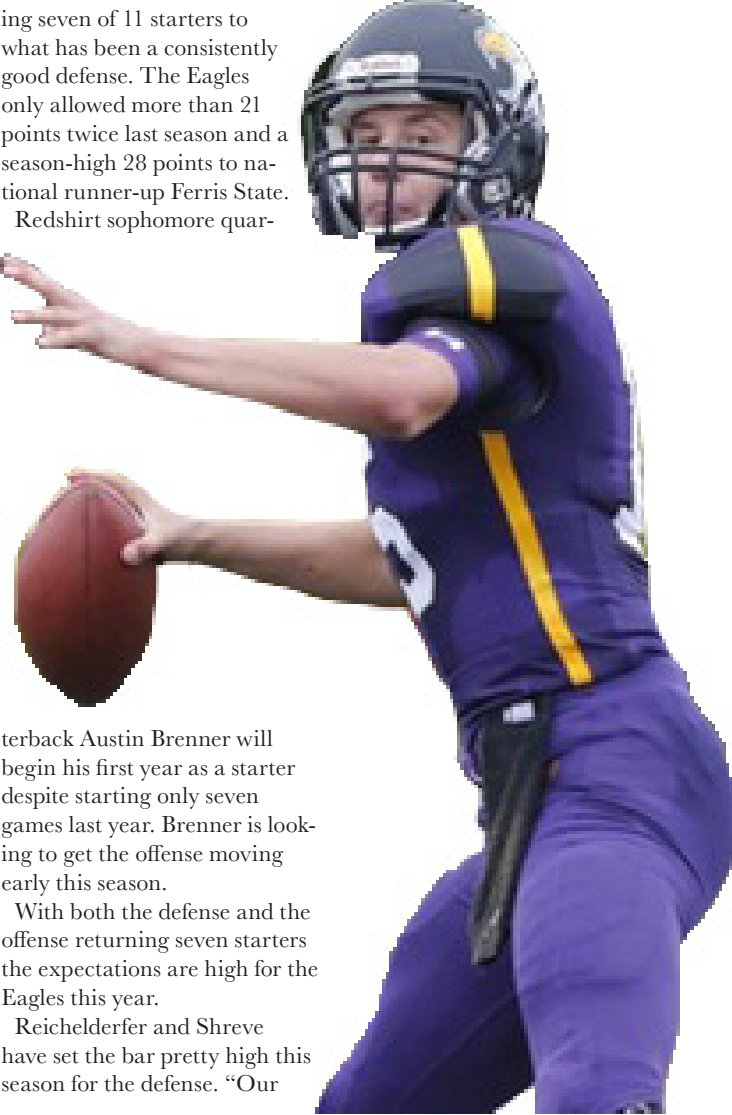 ing seven of 11 starters to
what has been a consistently
good defense. The Eagles
only allowed more than 21
points twice last season and a
season-high 28 points to na-
tional runner-up Ferris State.
Redshirt sophomore quar-
terback Austin Brenner will
begin his first year as a starter
despite starting only seven
games last year. Brenner is look-
ing to get the offense moving
early this season.
With both the defense and the
offense returning seven starters
the expectations are high for the
Eagles this year.
Reichelderfer and Shreve
have set the bar pretty high this
season for the defense. “Our